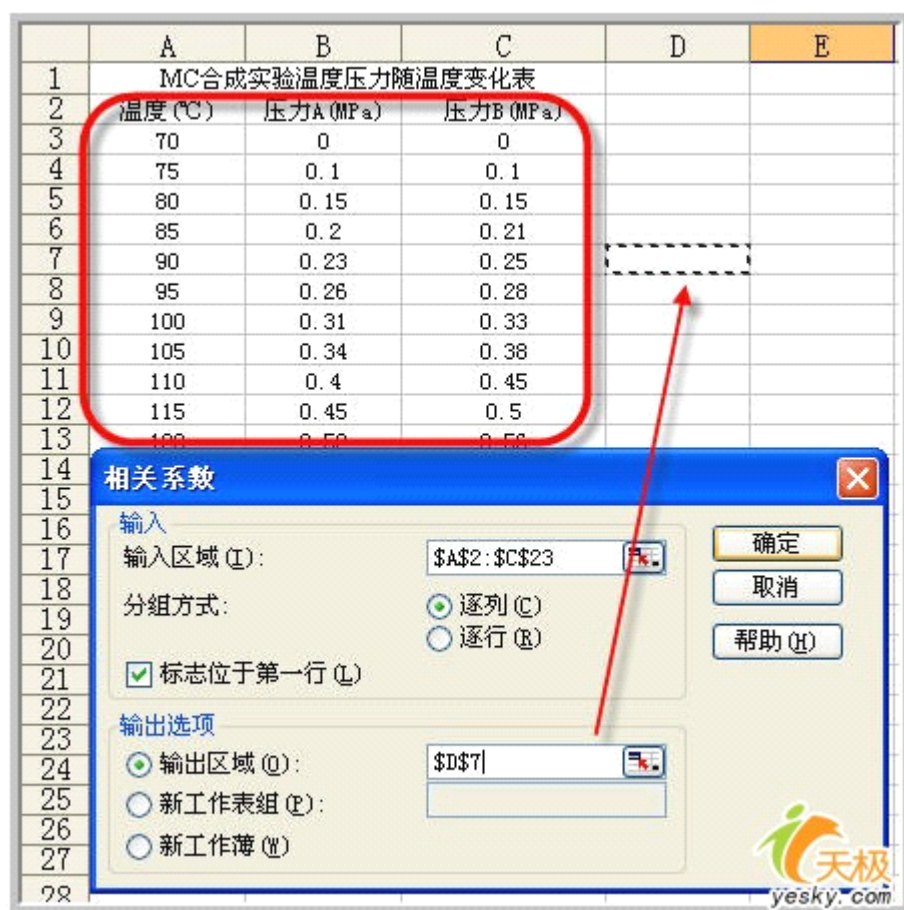 A B C D E
1 MC合成实验温度压力随温度变化表
2 温度(℃) 压力A(MPa) 压力B(MPa)
3 70 0 0
4 75 0.1 0.1
5 80 0.15 0.15
6 85 0.2 0.21
7 90 0.23 0.25
8 95 0.26 0.28
9 100 0.31 0.33
10 105 0.34 0.38
11 110 0.4 0.45
12 115 0.45 0.5
13
14
相关系数
15
16
输入
17
输入区域(I): $A$2:$C$23 确定
18
分组方式: 逐列(C) 取消
19
20
逐行(R) 帮助(H)
21
标志位于第一行(L)
22
23
输出选项
24
输出区域(O): $D$7
25
新工作表组(P):
26
27
新工作薄(W)
28
天极
yesky.com